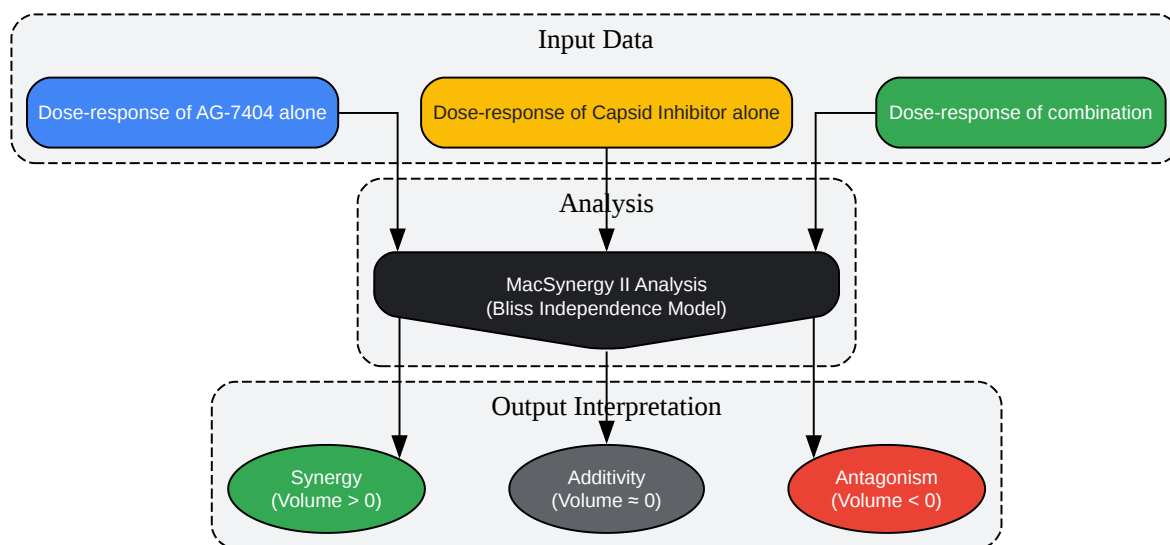 Input Data
Dose-response of AG-7404 alone
Dose-response of Capsid Inhibitor alone
Dose-response of combination
Analysis
MacSynergy II Analysis
(Bliss Independence Model)
Output Interpretation
Synergy
(Volume > 0)
Additivity
(Volume ≈ 0)
Antagonism
(Volume < 0)